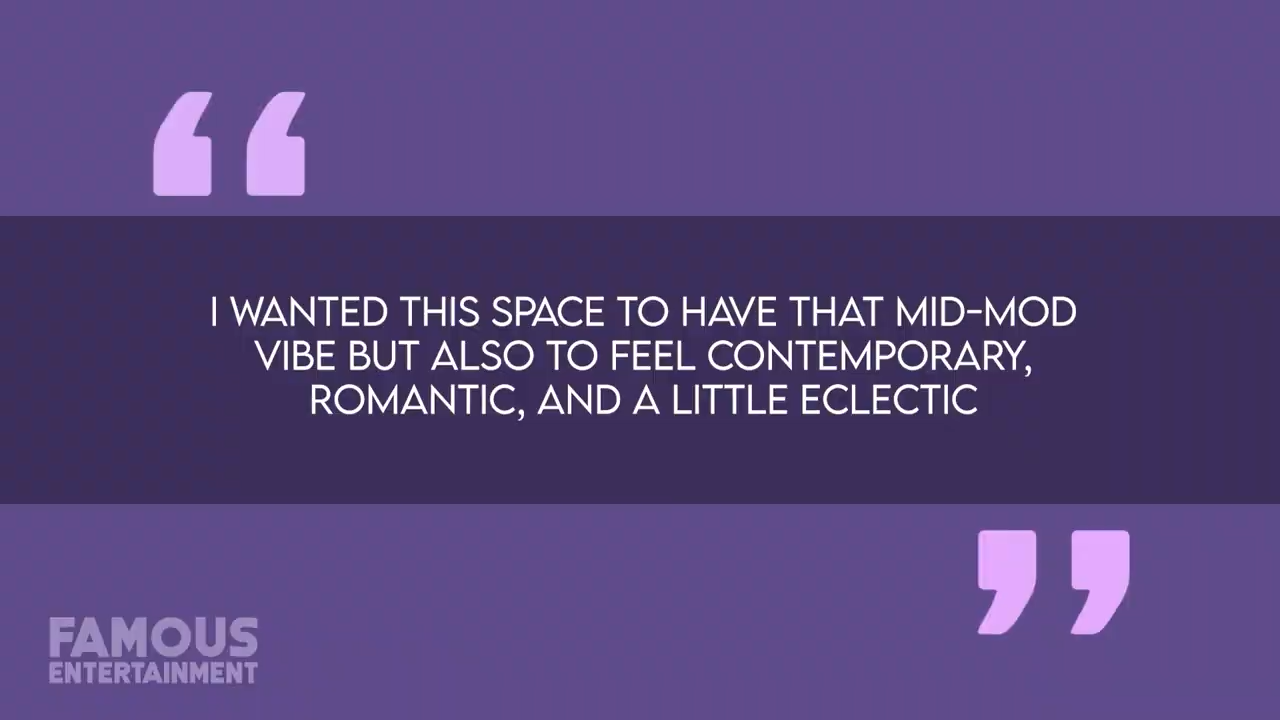 I WANTED THIS SPACE TO HAVE THAT MID-MOD
VIBE BUT ALSO TO FEEL CONTEMPORARY,
ROMANTIC, AND A LITTLE ECLECTIC
FAMOUS
ENTERTAINMENT